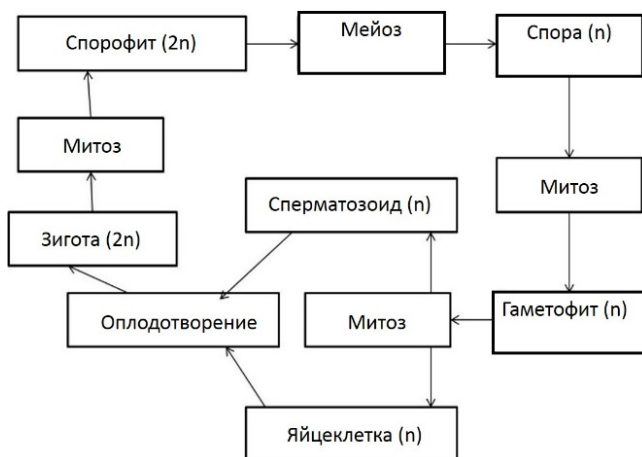 Спорофит (2n)
Мейоз
Спора (n)
Митоз
Митоз
Сперматозоид (n)
Зигота (2n)
Оплодотворение
Митоз
Гаметофит (n)
Яйцеклетка (n)